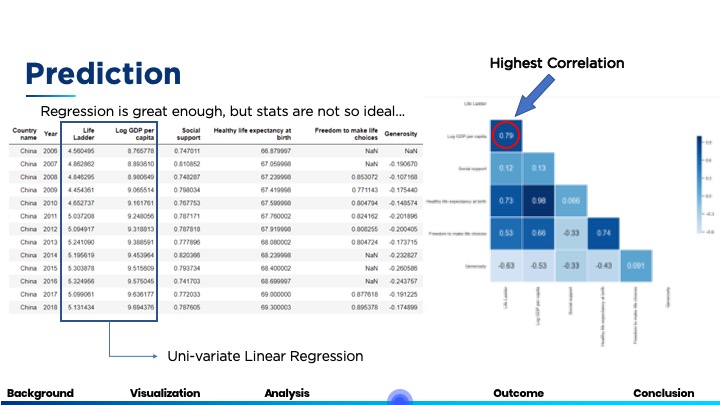 Highest Correlation
Prediction
Regression is great enough, but stats are not so ideal...
Country name Year Life Ladder Log GDP per capita Social support Healthy life expectancy at birth Freedom to make life choices Generosity
China 2006 4.560495 8.765778 0.747011 66.879997 NaN NaN
China 2007 4.862862 8.893610 0.810852 67.059998 NaN -0.190670
China 2008 4.846295 8.980649 0.748287 67.239998 0.853072 -0.107168
China 2009 4.454361 9.065514 0.798034 67.419998 0.771143 -0.175440
China 2010 4.652737 9.161761 0.767753 67.599998 0.804794 -0.148574
China 2011 5.037208 9.248056 0.787171 67.760002 0.824162 -0.201896
China 2012 5.094917 9.318813 0.787818 67.919998 0.808255 -0.200405
China 2013 5.241090 9.388591 0.777896 68.080002 0.804724 -0.173715
China 2014 5.195619 9.453964 0.820366 68.239998 NaN -0.232827
China 2015 5.303878 9.515609 0.793734 68.400002 NaN -0.260586
China 2016 5.324956 9.575045 0.741703 68.699997 NaN -0.243757
China 2017 5.099061 9.636177 0.772033 69.000000 0.877618 -0.191225
China 2018 5.131434 9.694376 0.787605 69.300003 0.895378 -0.174899
Life Ladder
Log GDP per capita 0.79
Social support 0.12 0.13
Healthy life expectancy at birth 0.73 0.98 0.066
Freedom to make life choices 0.53 0.66 -0.33 0.74
Generosity -0.63 -0.53 -0.33 -0.43 0.091
Life Ladder
Log GDP per capita
Social support
Healthy life expectancy at birth
Freedom to make life choices
Generosity
Uni-variate Linear Regression
Background Visualization Analysis Outcome Conclusion